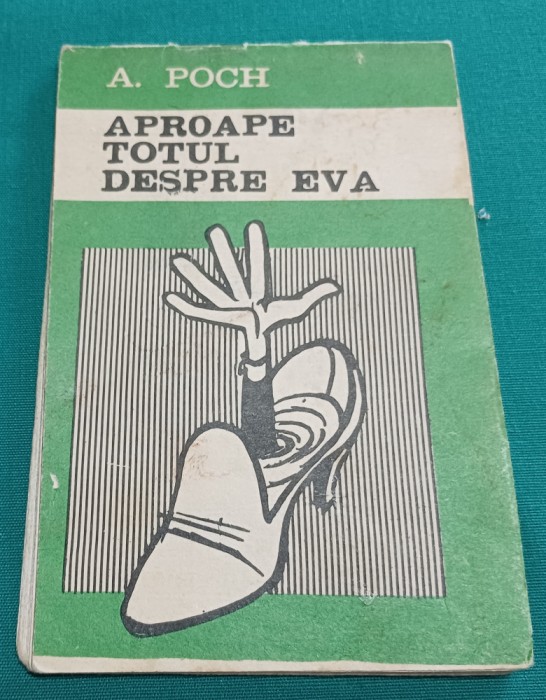 A. POCH
APROAPE
TOTUL
DESPRE EVA